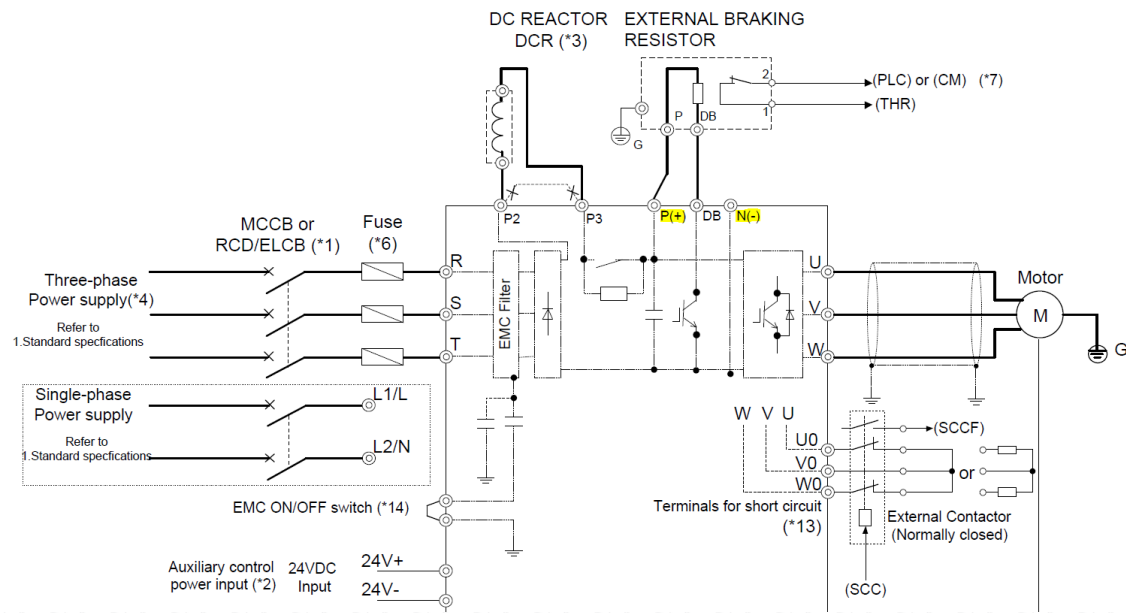 DC REACTOR
DCR (*3)
EXTERNAL BRAKING
RESISTOR
2
(PLC) or (CM) (*7)
1
(THR)
G
P
DB
P2
P3
P(+)
DB
N(-)
MCCB or
RCD/ELCB (*1)
Fuse
(*6)
Three-phase
Power supply(*4)
Refer to
1.Standard specfications
R
S
T
EMC Filter
U
V
W
Motor
M
G
Single-phase
Power supply
Refer to
1.Standard specfications
L1/L
L2/N
W V U
U0
V0
W0
(SCCF)
or
Terminals for short circuit
(*13)
External Contactor
(Normally closed)
(SCC)
EMC ON/OFF switch (*14)
Auxiliary control
power input (*2)
24VDC
Input
24V+
24V-